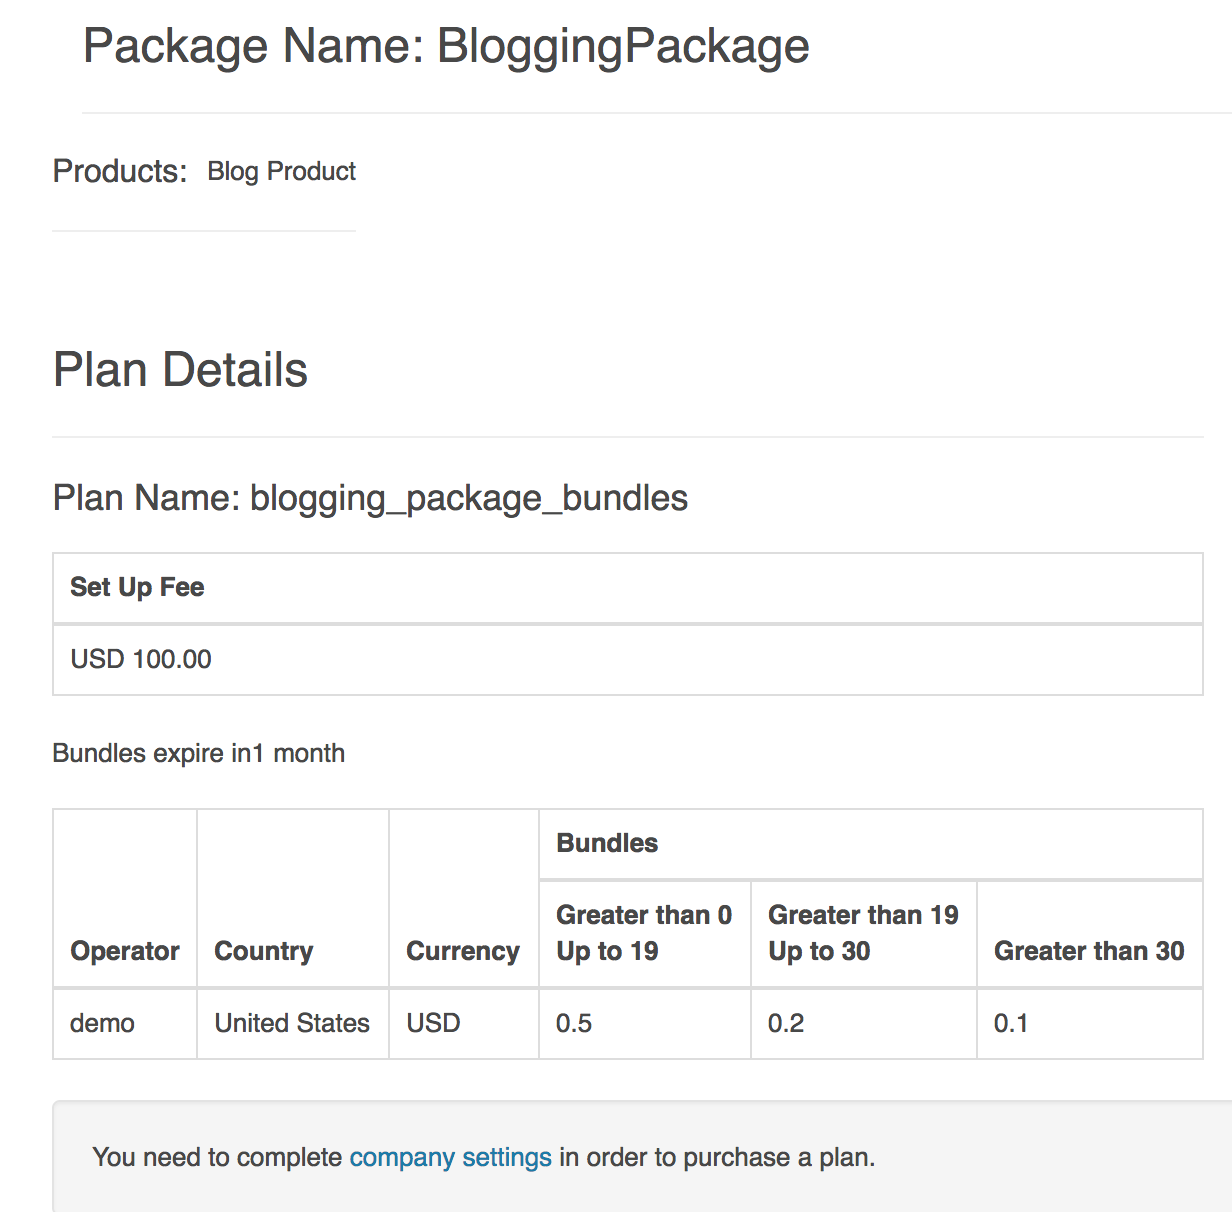 Package Name: BloggingPackage
Products: Blog Product
Plan Details
Plan Name: blogging_package_bundles
Set Up Fee
USD 100.00
Bundles expire in1 month
Bundles
Operator Country Currency Greater than 0 Up to 19 Greater than 19 Up to 30 Greater than 30
demo United States USD 0.5 0.2 0.1
You need to complete company settings in order to purchase a plan.